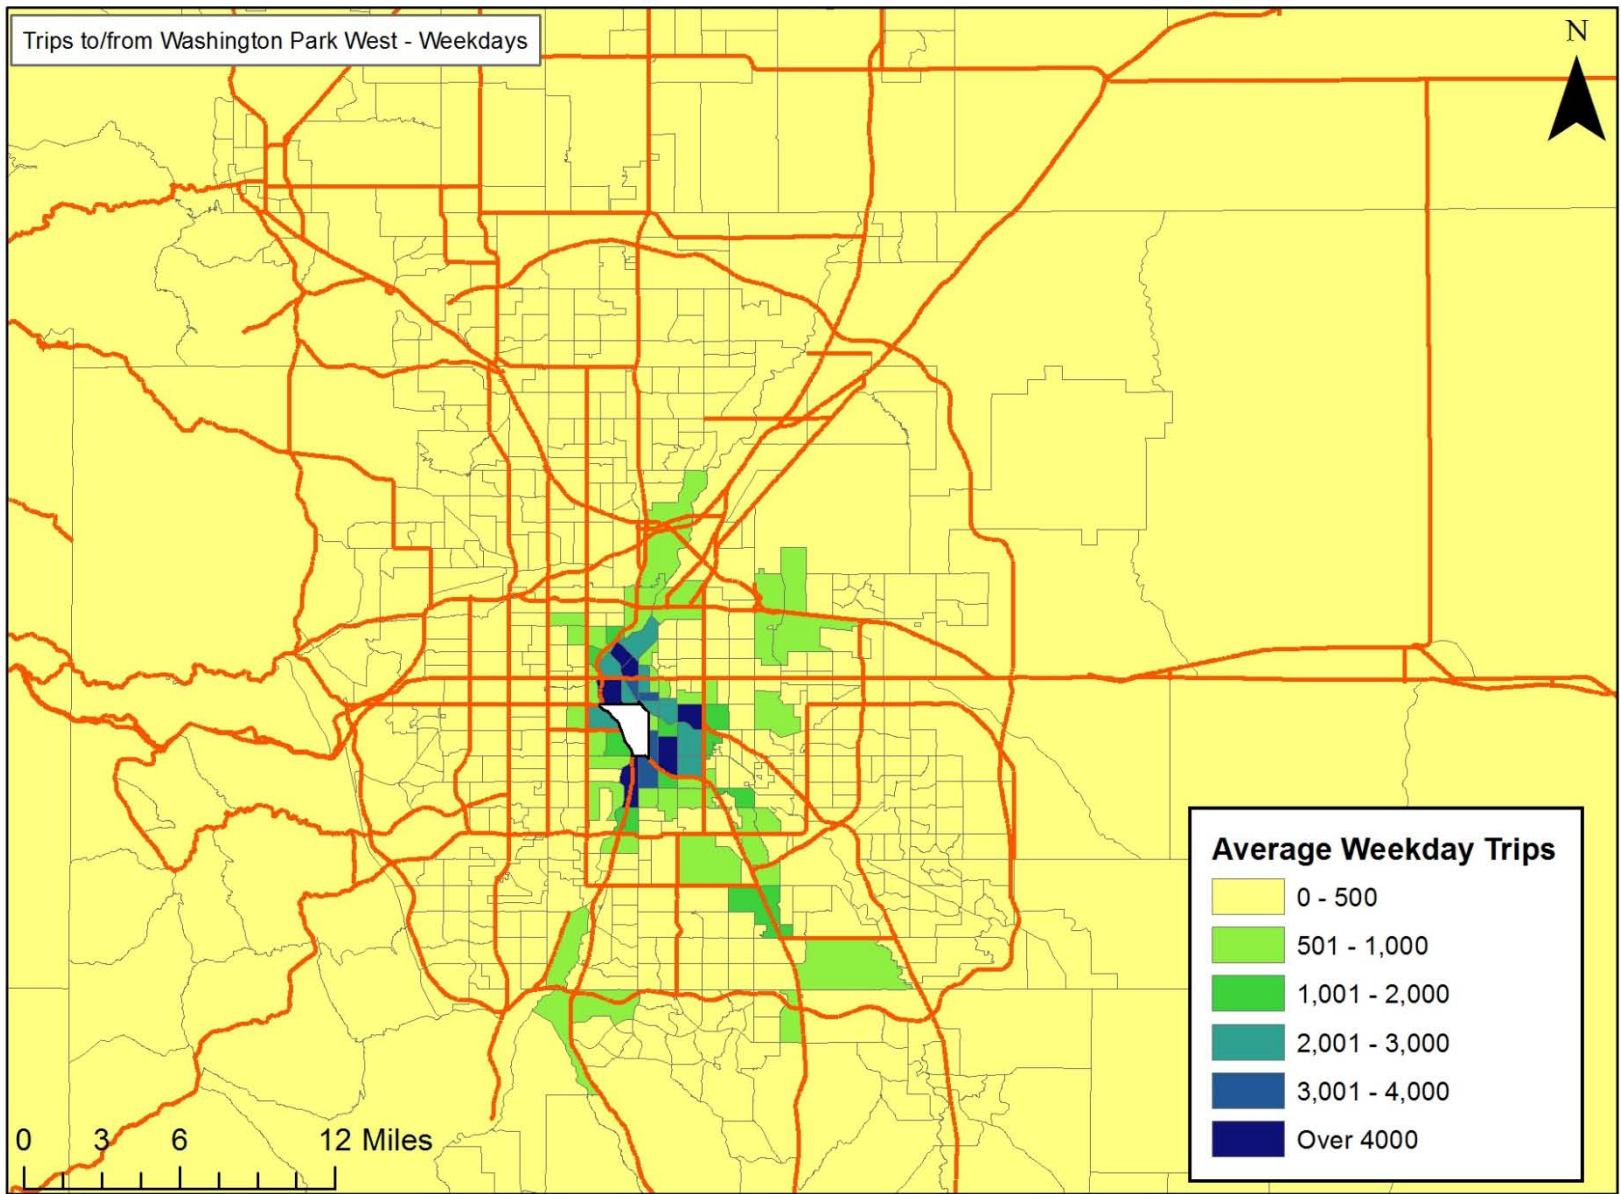 Trips to/from Washington Park West - Weekdays
N
Average Weekday Trips
0 - 500
501 - 1,000
1,001 - 2,000
2,001 - 3,000
3,001 - 4,000
Over 4000
0 3 6 12 Miles